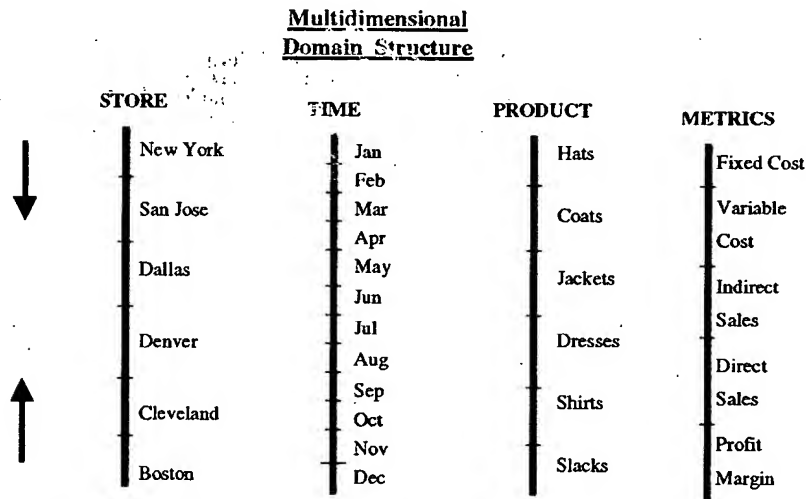 Multidimensional
Domain Structure
STORE
New York
San Jose
Dallas
Denver
Cleveland
Boston
TIME
Jan
Feb
Mar
Apr
May
Jun
Jul
Aug
Sep
Oct
Nov
Dec
PRODUCT
Hats
Coats
Jackets
Dresses
Shirts
Slacks
METRICS
Fixed Cost
Variable
Cost
Indirect
Sales
Direct
Sales
Profit
Margin